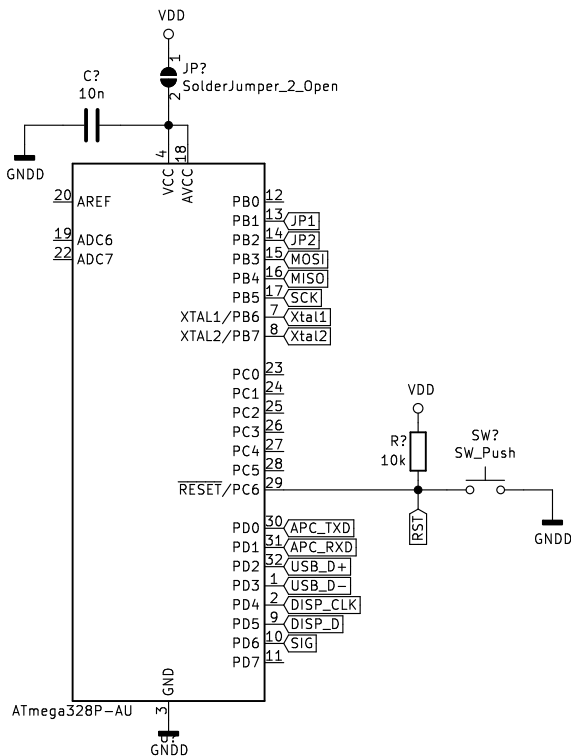 VDD
1
JP?
SolderJumper_2_Open
2
C?
10n
GNDD
4
18
VCC
AVCC
20 AREF
PB0 12
PB1 13 JP1
19 ADC6
PB2 14 JP2
22 ADC7
PB3 15 MOSI
PB4 16 MISO
PB5 17 SCK
XTAL1/PB6 7 Xtal1
XTAL2/PB7 8 Xtal2
PC0 23
PC1 24
PC2 25
PC3 26
PC4 27
PC5 28
RESET/PC6 29
VDD
R?
10k
SW?
SW_Push
RST
GNDD
PD0 30 APC_TXD
PD1 31 APC_RXD
PD2 32 USB_D+
PD3 1 USB_D-
PD4 2 DISP_CLK
PD5 9 DISP_D
PD6 10 SIG
PD7 11
GND
3
ATmega328P-AU
U?
GNDD